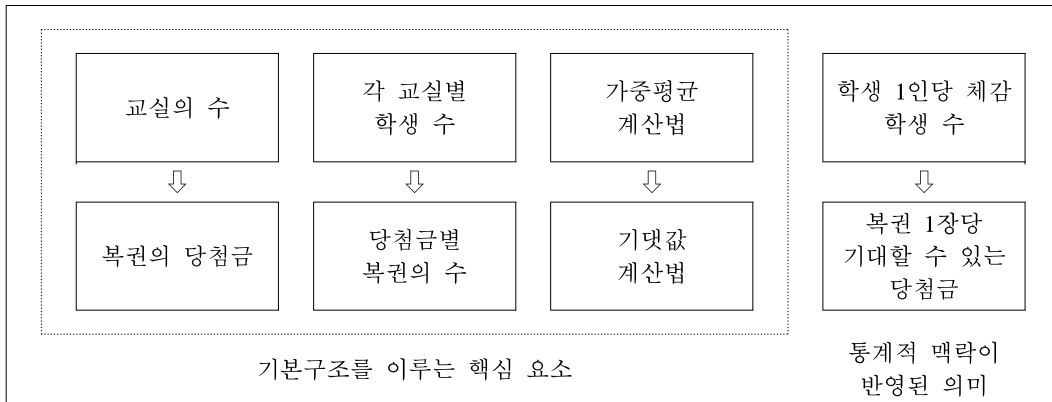 교실의 수
각 교실별
학생 수
가중평균
계산법
학생 1인당 체감
학생 수
복권의 당첨금
당첨금별
복권의 수
기댓값
계산법
복권 1장당
기대할 수 있는
당첨금
기본구조를 이루는 핵심 요소
통계적 맥락이
반영된 의미